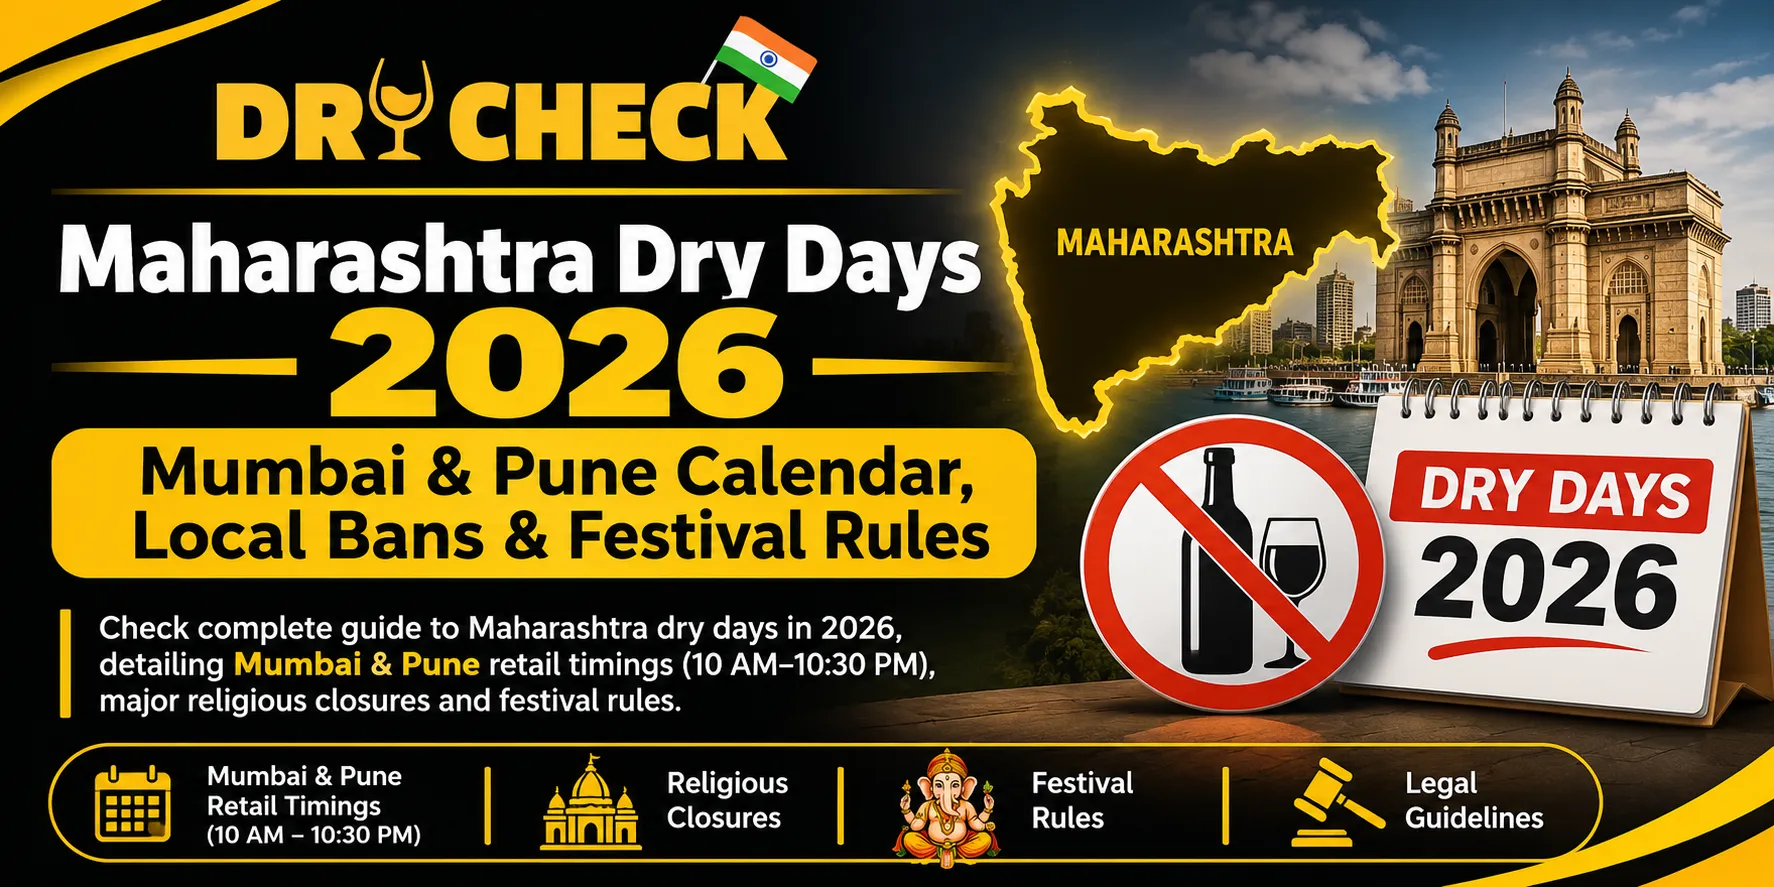 DRY CHECK
Maharashtra Dry Days
2026
Mumbai & Pune Calendar,
Local Bans & Festival Rules
Check complete guide to Maharashtra dry days in 2026,
detailing Mumbai & Pune retail timings (10 AM–10:30 PM),
major religious closures and festival rules.
MAHARASHTRA
DRY DAYS
2026
Mumbai & Pune
Retail Timings
(10 AM – 10:30 PM)
Religious
Closures
Festival
Rules
Legal
Guidelines